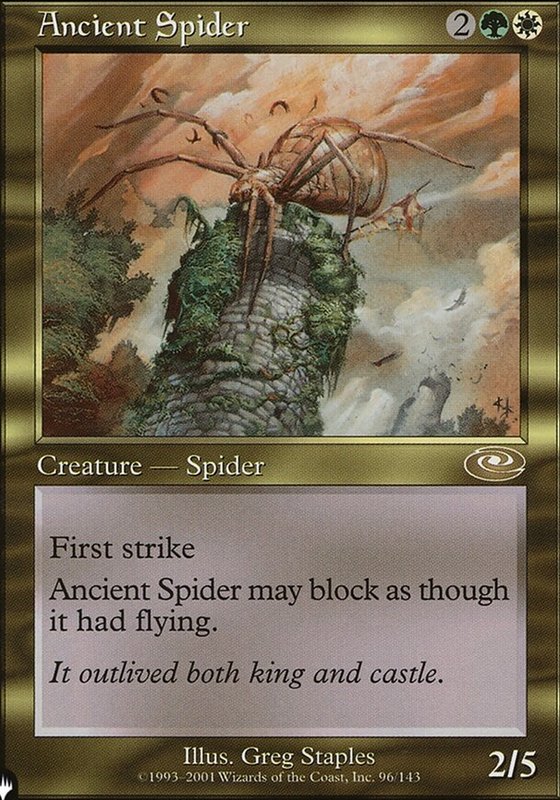 Ancient Spider 2
Creature — Spider
First strike
Ancient Spider may block as though
it had flying.
It outlived both king and castle.
Illus. Greg Staples
©1993–2001 Wizards of the Coast, Inc. 96/143
2/5